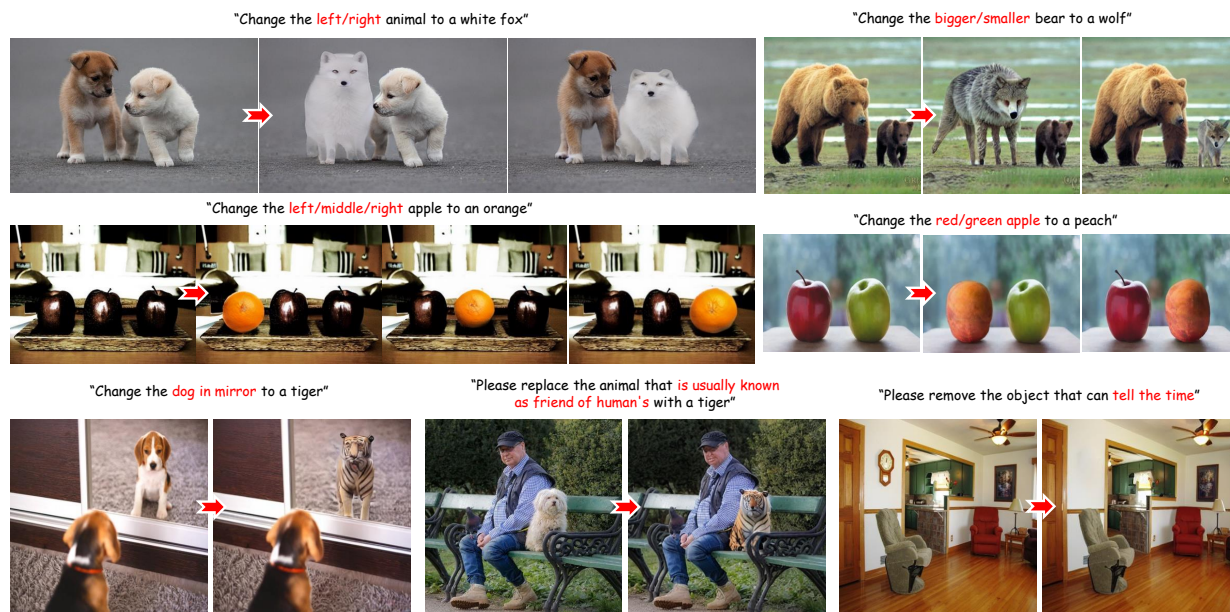 “Change the left/right animal to a white fox”
“Change the bigger/smaller bear to a wolf”
“Change the left/middle/right apple to an orange”
“Change the red/green apple to a peach”
“Change the dog in mirror to a tiger”
“Please replace the animal that is usually known
as friend of human's with a tiger”
“Please remove the object that can tell the time”